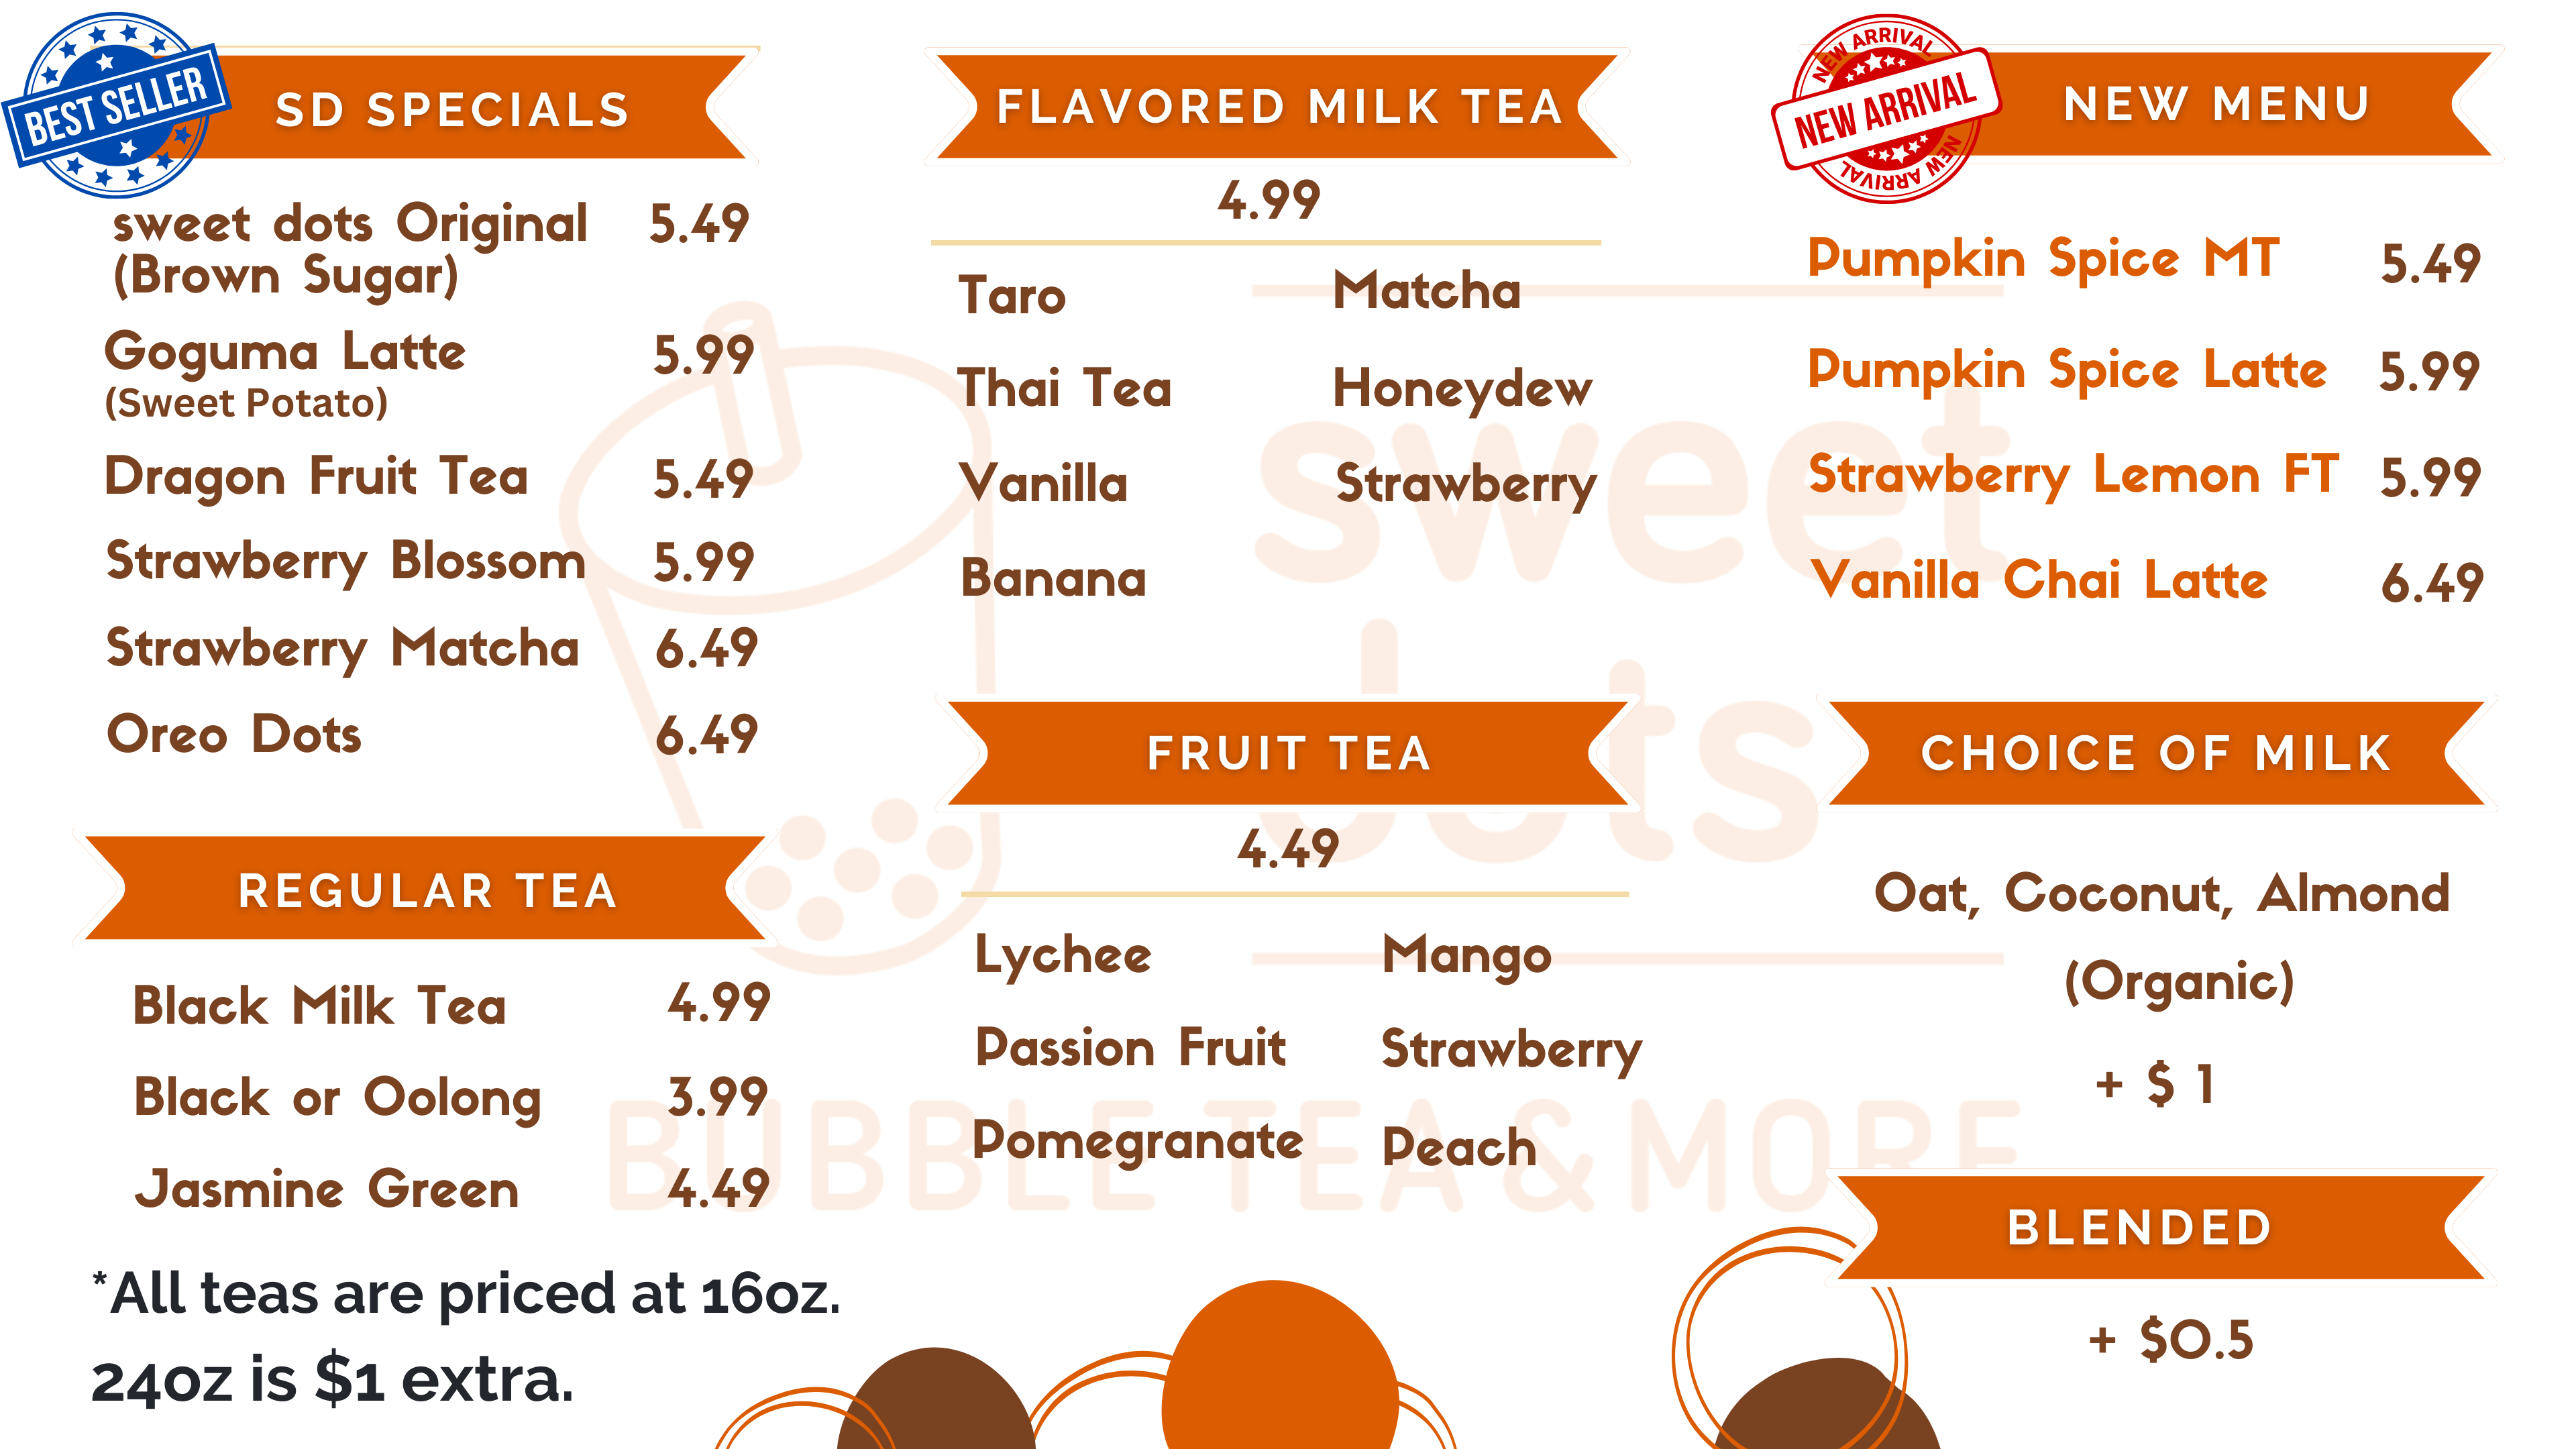 BEST SELLER
SD SPECIALS
sweet dots Original 5.49
(Brown Sugar)
Goguma Latte 5.99
(Sweet Potato)
Dragon Fruit Tea 5.49
Strawberry Blossom 5.99
Strawberry Matcha 6.49
Oreo Dots 6.49
REGULAR TEA
Black Milk Tea 4.99
Black or Oolong 3.99
Jasmine Green 4.49
*All teas are priced at 16oz.
24oz is $1 extra.
FLAVORED MILK TEA
4.99
Taro Matcha
Thai Tea Honeydew
Vanilla Strawberry
Banana
FRUIT TEA
4.49
Lychee Mango
Passion Fruit Strawberry
Pomegranate Peach
NEW ARRIVAL
NEW ARRIVAL
NEW ARRIVAL
NEW MENU
Pumpkin Spice MT 5.49
Pumpkin Spice Latte 5.99
Strawberry Lemon FT 5.99
Vanilla Chai Latte 6.49
CHOICE OF MILK
Oat, Coconut, Almond
(Organic)
+ $ 1
BLENDED
+ $0.5
sweet
dots
BUBBLE TEA & MORE